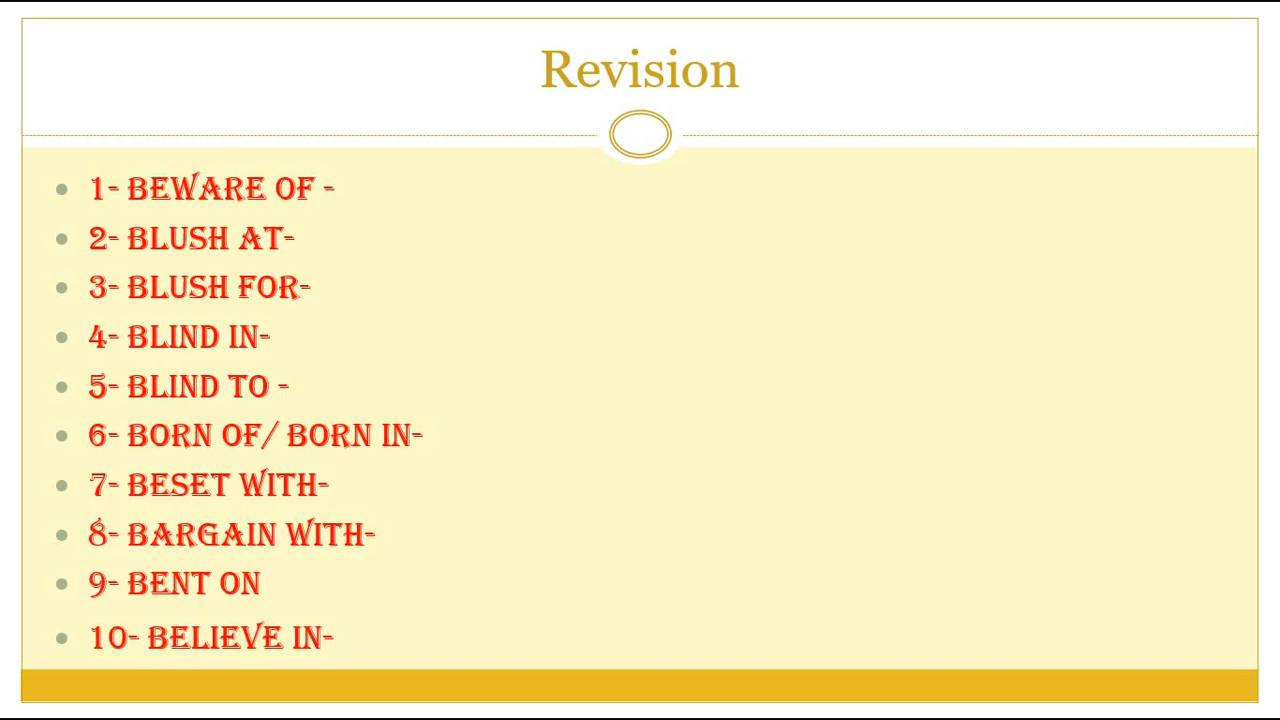 Revision
1- BEWARE OF -
2- BLUSH AT-
3- BLUSH FOR-
4- BLIND IN-
5- BLIND TO -
6- BORN OF/ BORN IN-
7- BESET WITH-
8- BARGAIN WITH-
9- BENT ON
10- BELIEVE IN-